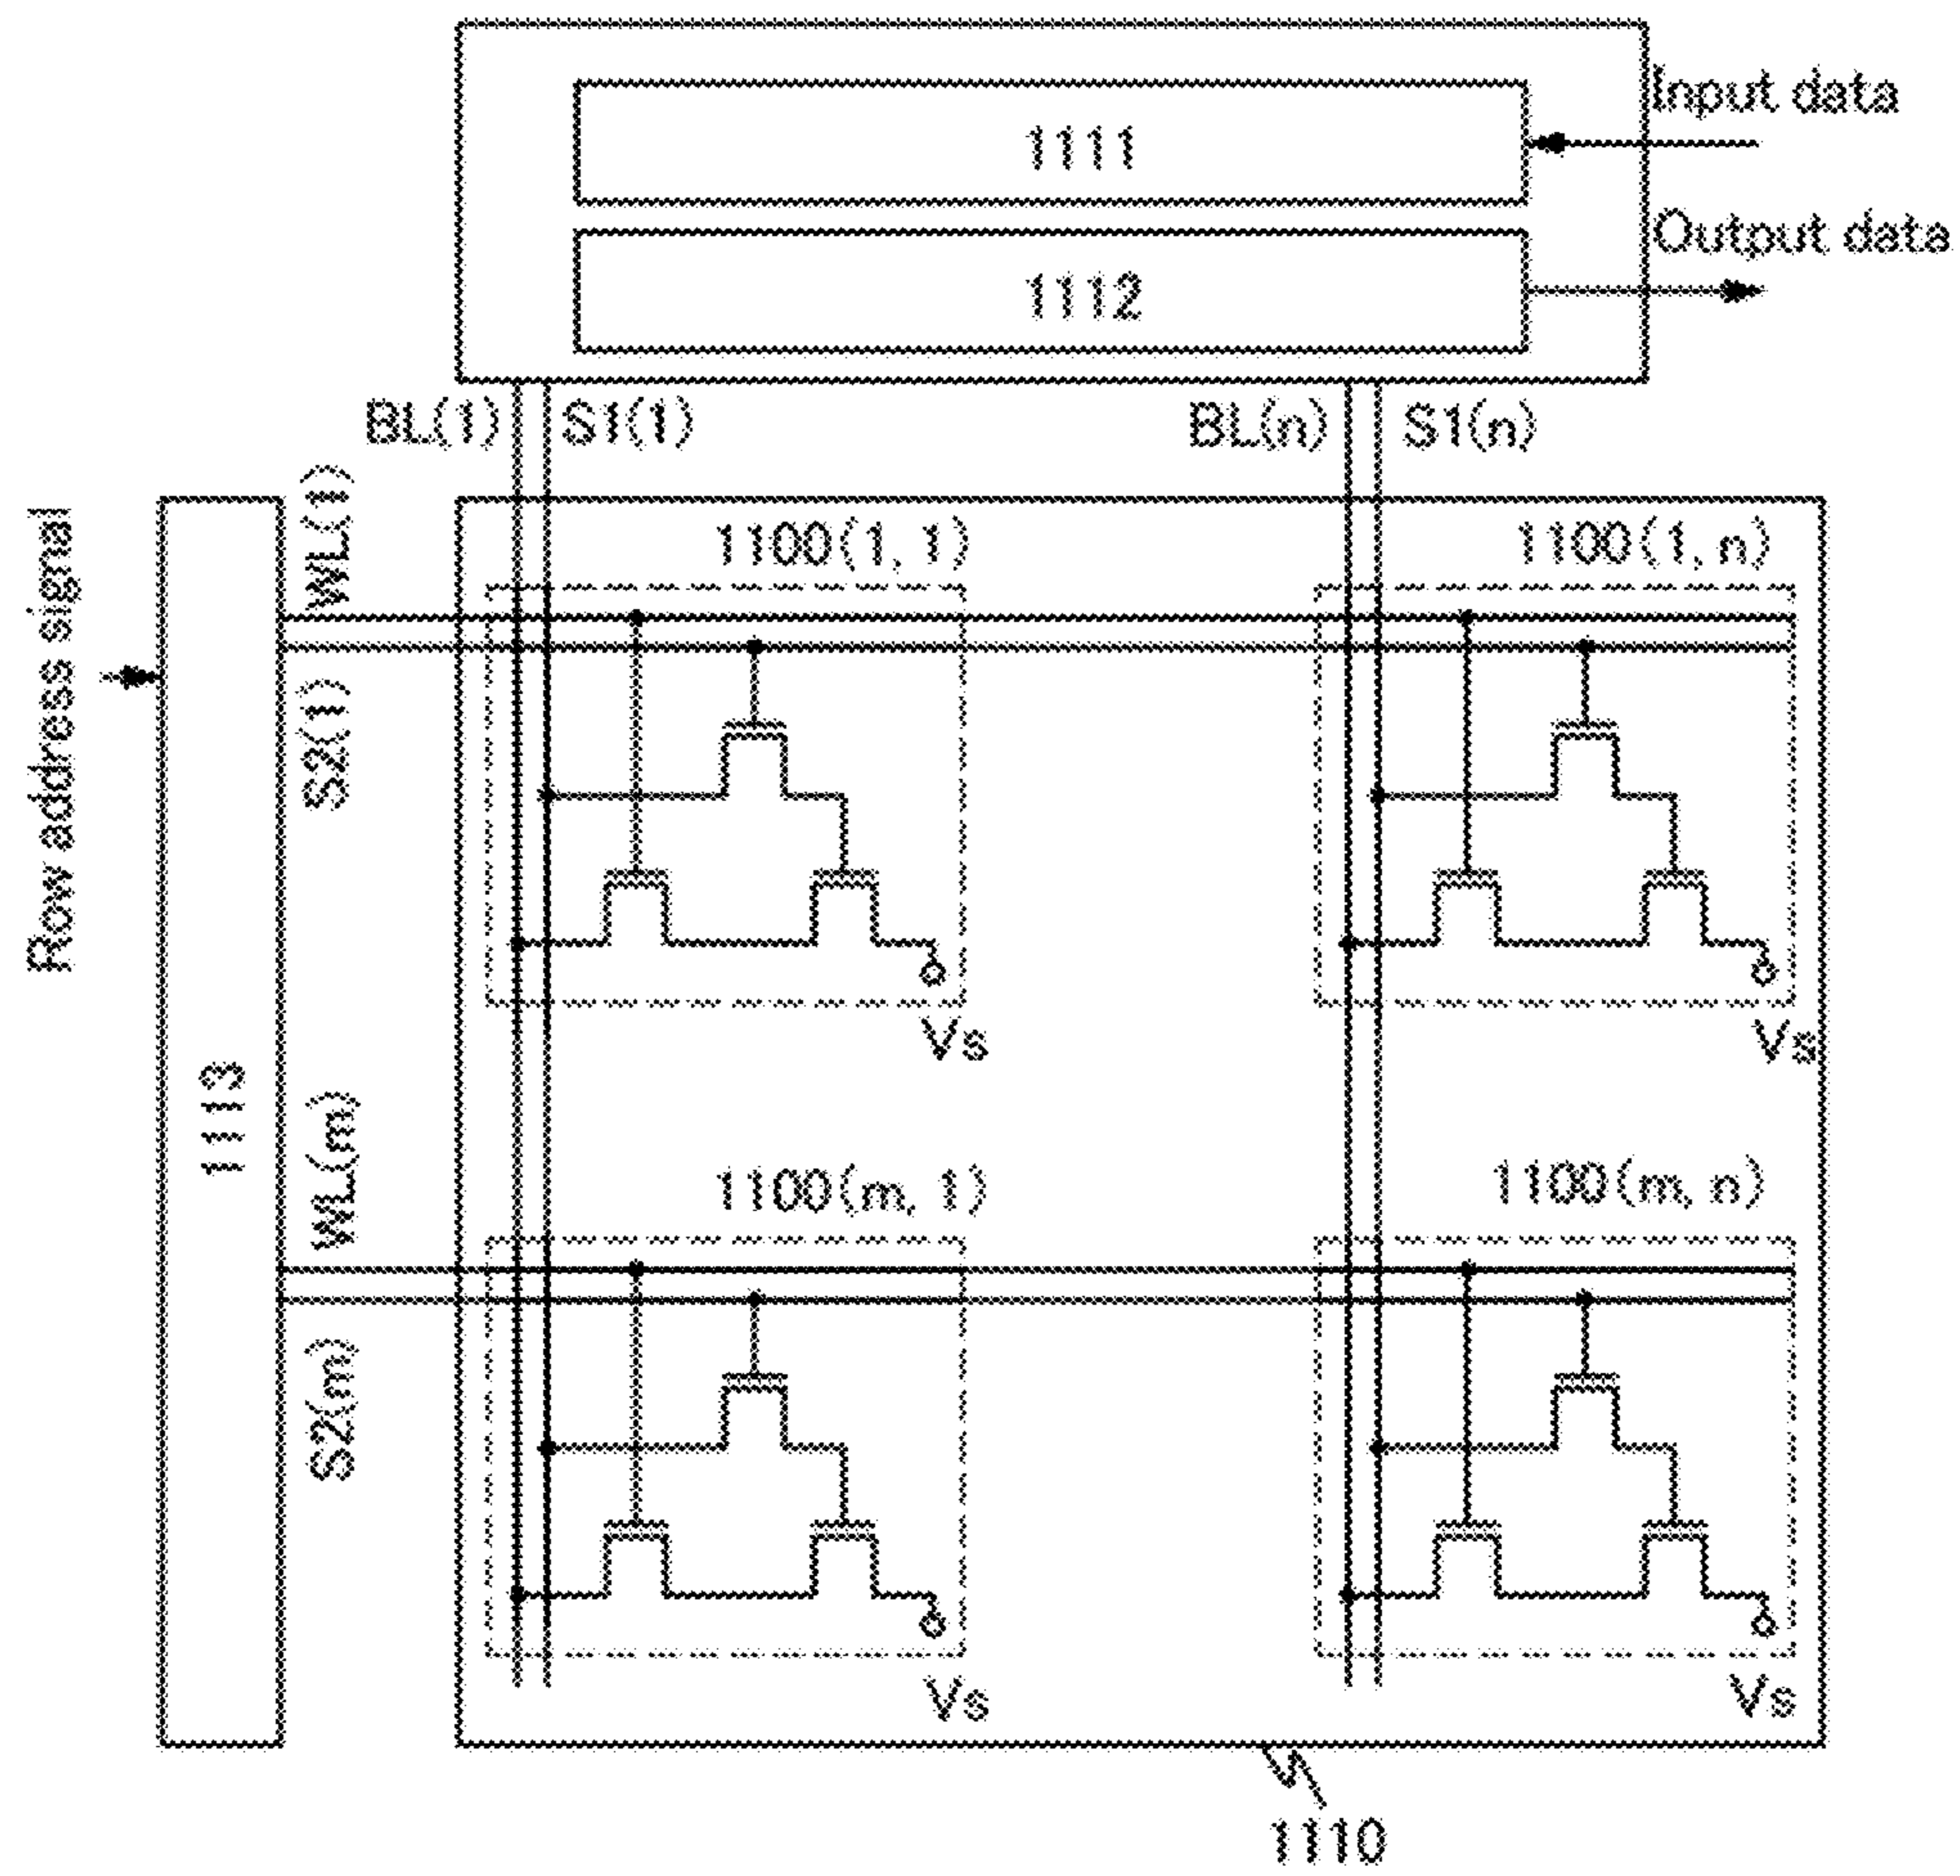 Input data
1111
Output data
1112
BL(1)
S1(1)
BL(n)
S1(n)
Row address signal
WL(1)
S2(1)
1100(1, 1)
1100(1, n)
Vs
Vs
1113
WL(m)
S2(m)
1100(m, 1)
1100(m, n)
Vs
Vs
1110